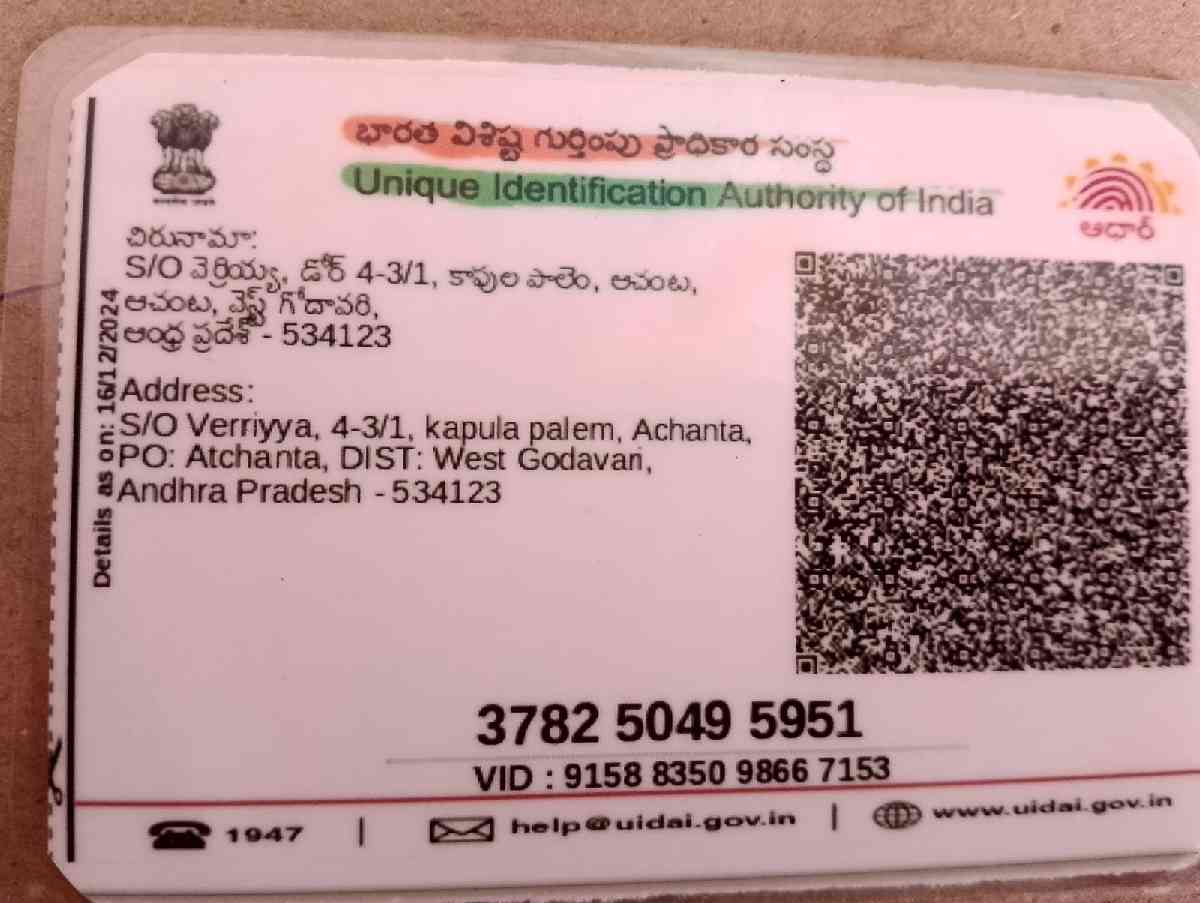 భారత విశిష్ట గుర్తింపు ప్రాధికార సంస్థ
Unique Identification Authority of India
ఆధార్
చిరునామా:
S/O వెర్రియ్య, డోర్ 4-3/1, కాపుల పాలెం, ఆచంట,
ఆచంట, వెస్ట్ గోదావరి,
ఆంధ్ర ప్రదేశ్ - 534123
Address:
S/O Verriyya, 4-3/1, kapula palem, Achanta,
PO: Atchanta, DIST: West Godavari,
Andhra Pradesh - 534123
Details as on: 16/12/2024
3782 5049 5951
VID : 9158 8350 9866 7153
1947 | help@uidai.gov.in | www.uidai.gov.in